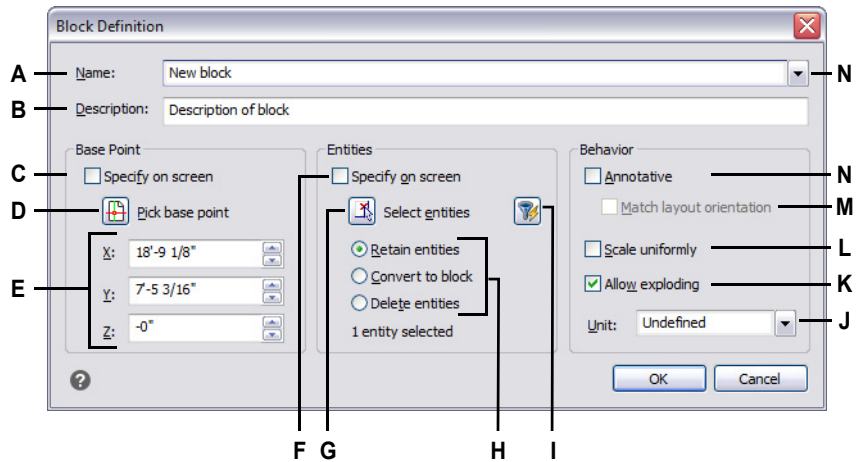 Block Definition
A Name: New block N
B Description: Description of block
Base Point Entities Behavior
C Specify on screen F Specify on screen Annotative N
D Pick base point Select entities Match layout orientation M
X: 18'-9 1/8" Retain entities Scale uniformly L
E Y: 7'-5 3/16" Convert to block Allow exploding K
Z: -0" Delete entities Unit: Undefined J
1 entity selected
OK Cancel
F G H I